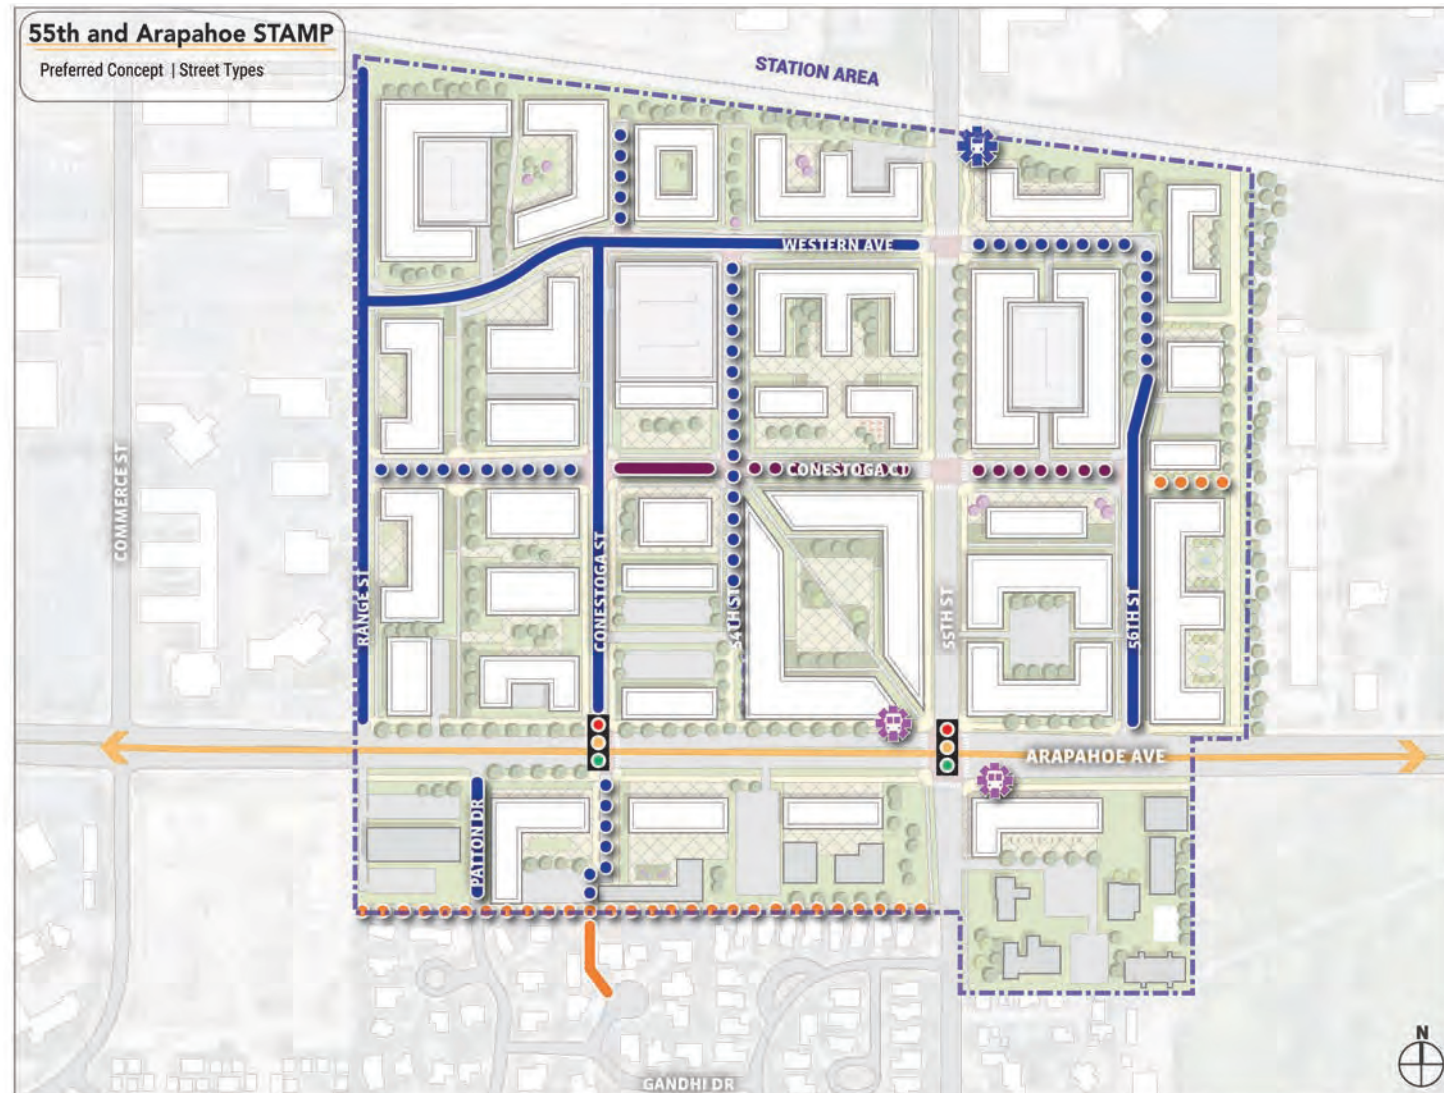 55th and Arapahoe STAMP
Preferred Concept | Street Types
STATION AREA
WESTERN AVE
CONESTOGA CT
COMMERCE ST
RANGE ST
CONESTOGA ST
54TH ST
55TH ST
56TH ST
ARAPAHOE AVE
PATTON DR
GANDHI DR
N